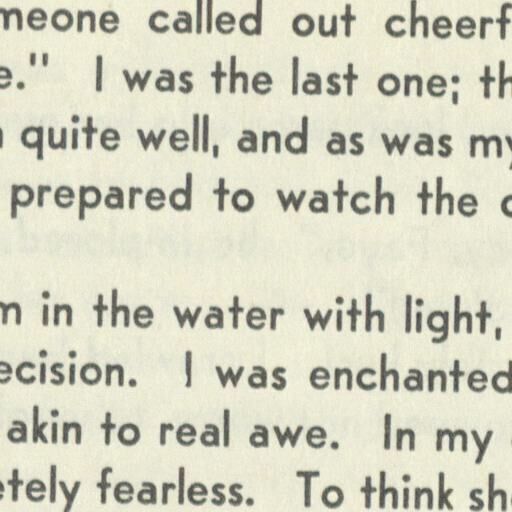 meone called out cheerf
e." I was the last one; th
quite well, and as was my
prepared to watch the
m in the water with light,
ecision. I was enchanted
akin to real awe. In my
etely fearless. To think sh